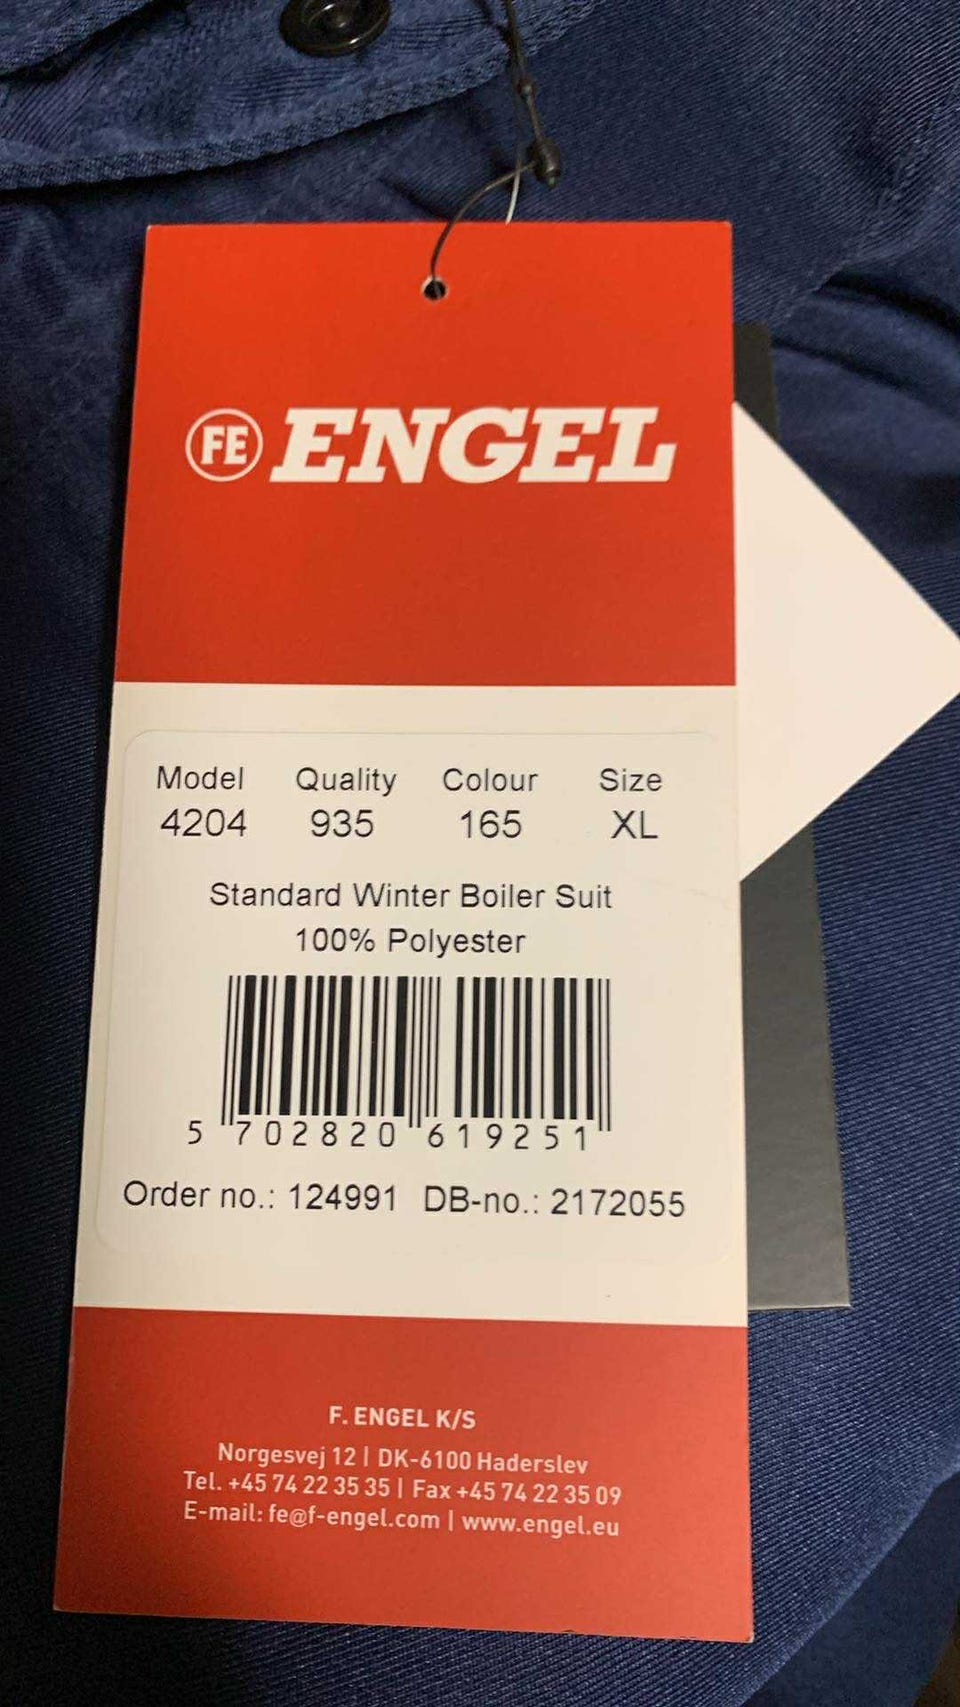 FE ENGEL
Model Quality Colour Size
4204 935 165 XL
Standard Winter Boiler Suit
100% Polyester
5 702820 619251
Order no.: 124991 DB-no.: 2172055
F. ENGEL K/S
Norgesvej 12 | DK-6100 Haderslev
Tel. +45 74 22 35 35 | Fax +45 74 22 35 09
E-mail: fe@f-engel.com | www.engel.eu